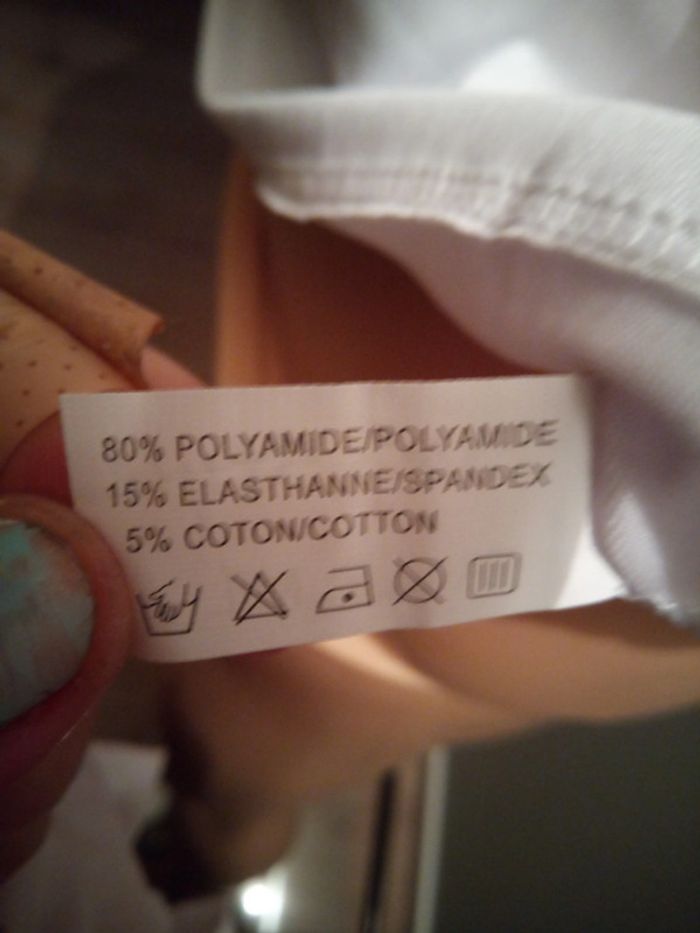 80% POLYAMIDE/POLYAMIDE
15% ELASTHANNE/SPANDEX
5% COTON/COTTON